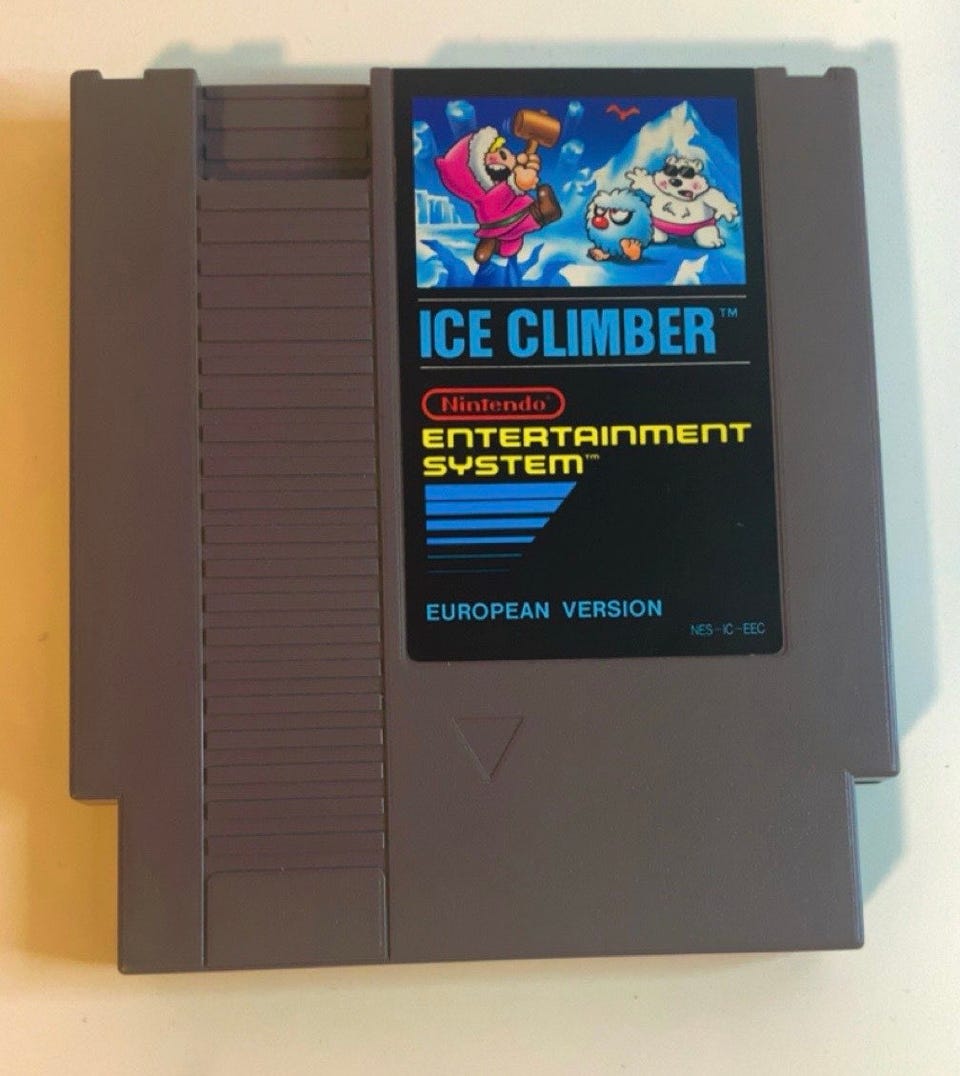 ICE CLIMBER™
Nintendo®
ENTERTAINMENT
SYSTEM™
EUROPEAN VERSION
NES-IC-EEC